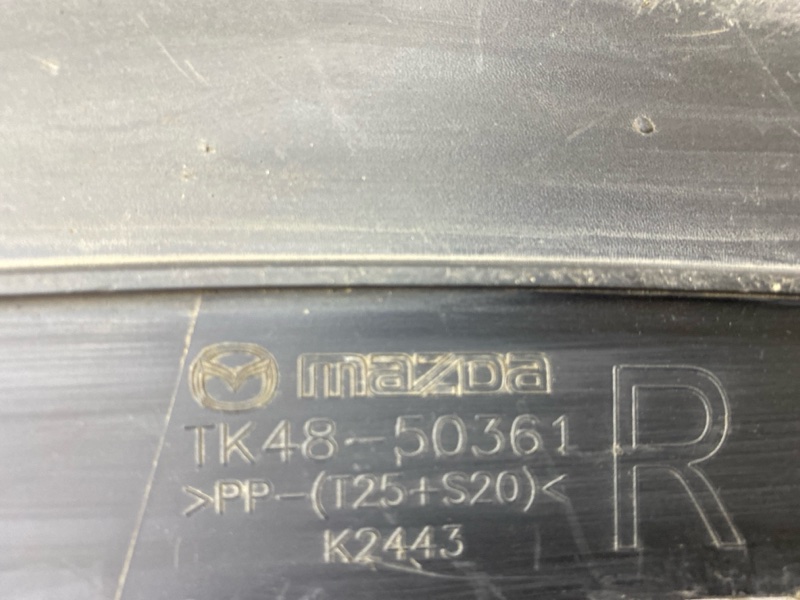 mazda
TK48-50361
>PP-(T25+S20)<
K2443
R